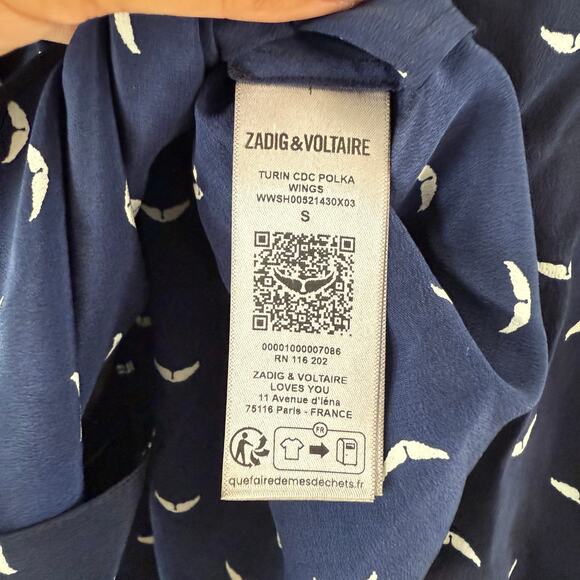 ZADIG & VOLTAIRE
TURIN CDC POLKA
WINGS
WWSH00521430X03
S
00001000007086
RN 116 202
ZADIG & VOLTAIRE
LOVES YOU
11 Avenue d'Iéna
75116 Paris - FRANCE
FR
quefairedemesdechets.fr/